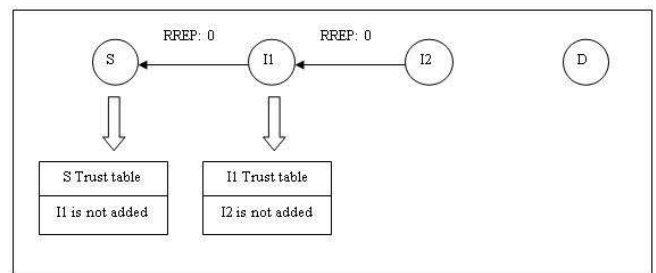 RREP: 0 RREP: 0
S I1 I2 D
S Trust table I1 Trust table
I1 is not added I2 is not added